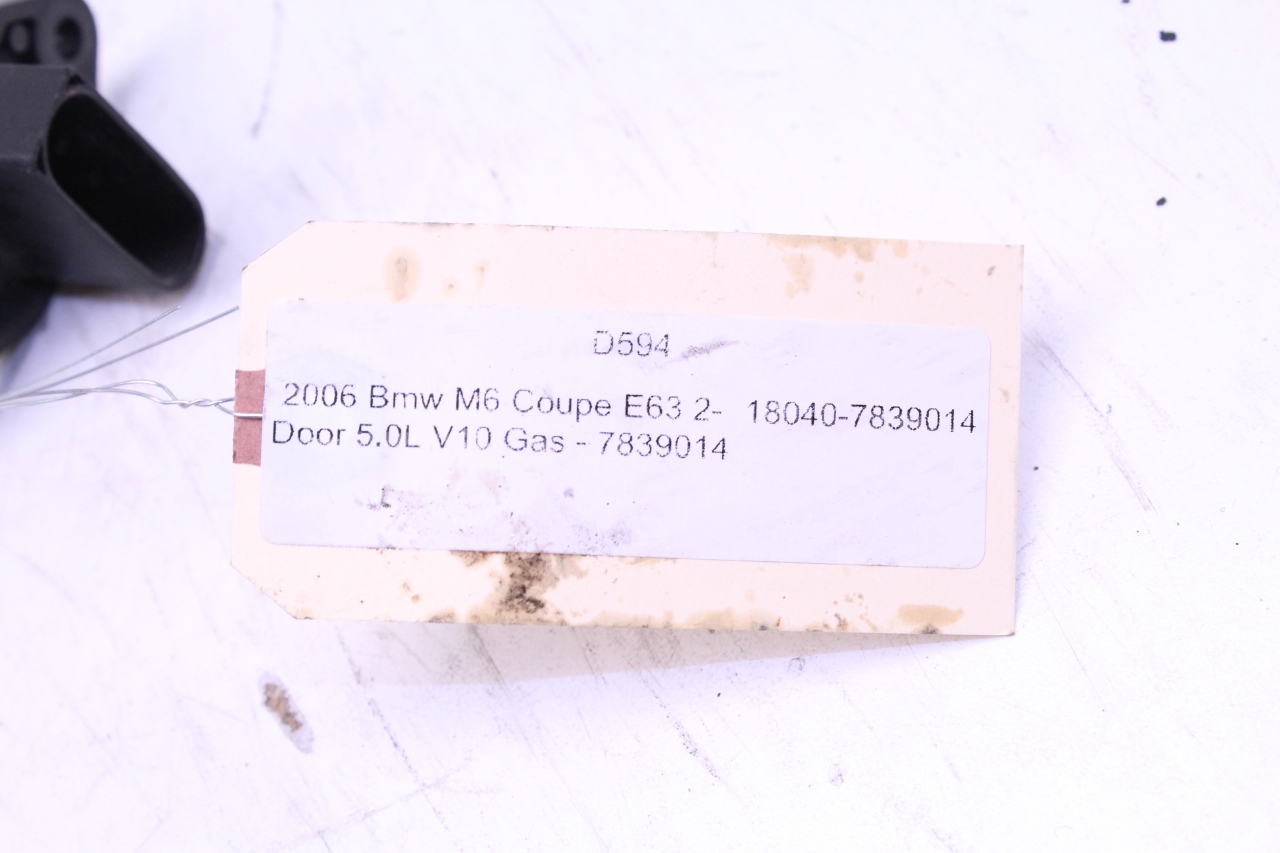 D594
2006 Bmw M6 Coupe E63 2- 18040-7839014
Door 5.0L V10 Gas - 7839014